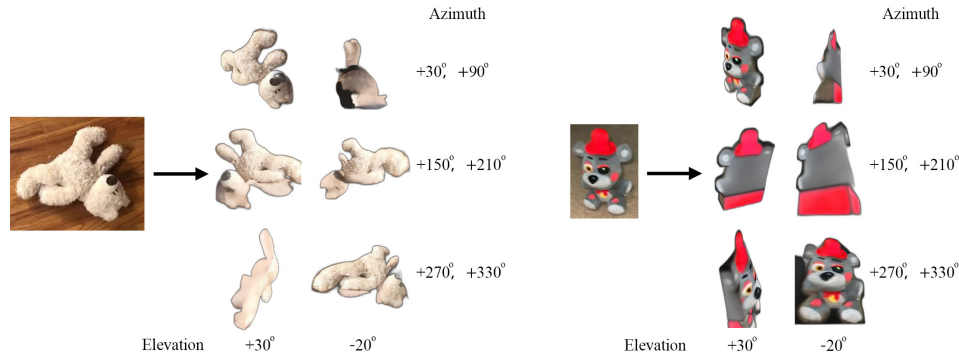 Azimuth
+30°, +90°
+150°, +210°
+270°, +330°
Elevation +30° -20°
Azimuth
+30°, +90°
+150°, +210°
+270°, +330°
Elevation +30° -20°